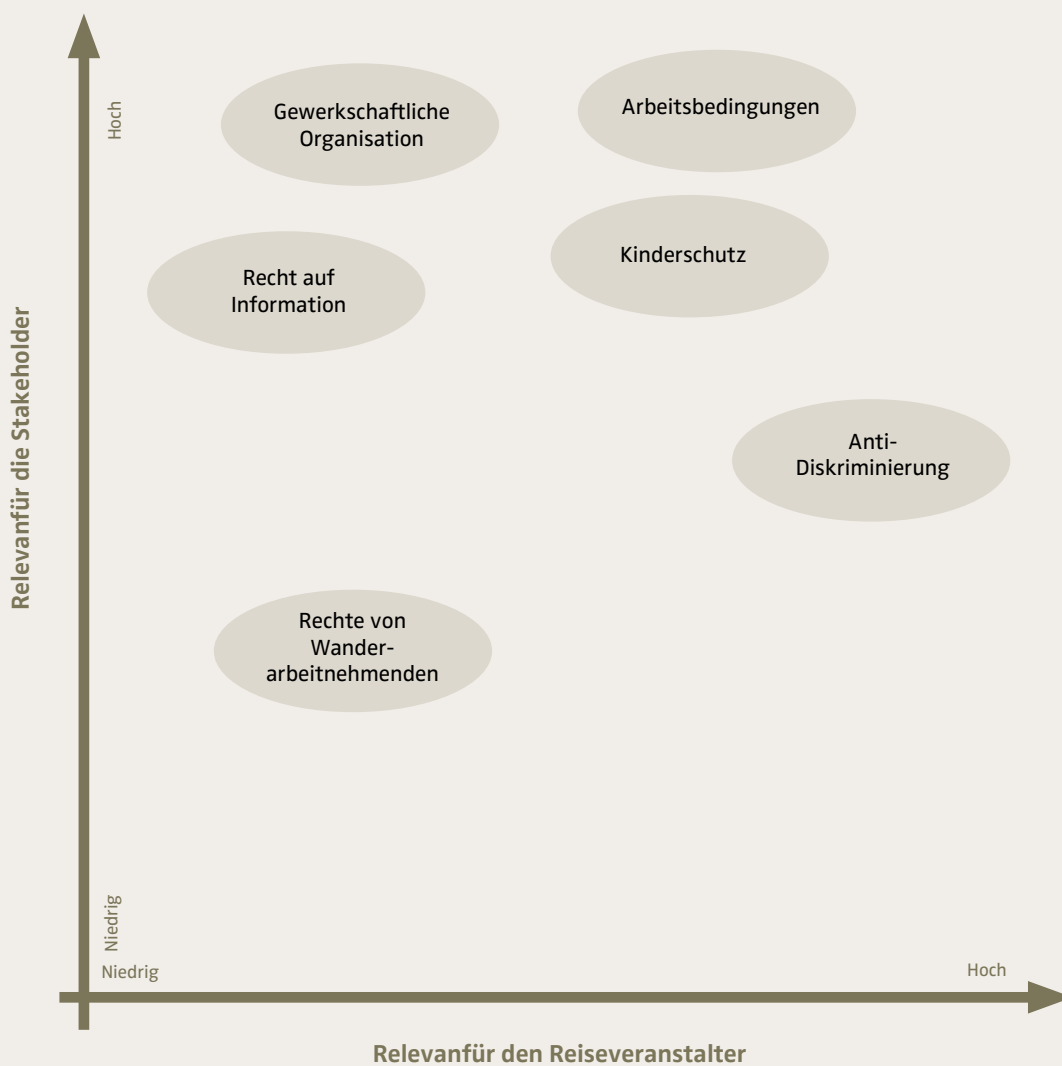 Hoch
Gewerkschaftliche
Organisation
Arbeitsbedingungen
Recht auf
Information
Kinderschutz
Anti-
Diskriminierung
Rechte von
Wander-
arbeitnehmenden
Relevanfür die Stakeholder
Niedrig
Niedrig
Hoch
Relevanfür den Reiseveranstalter